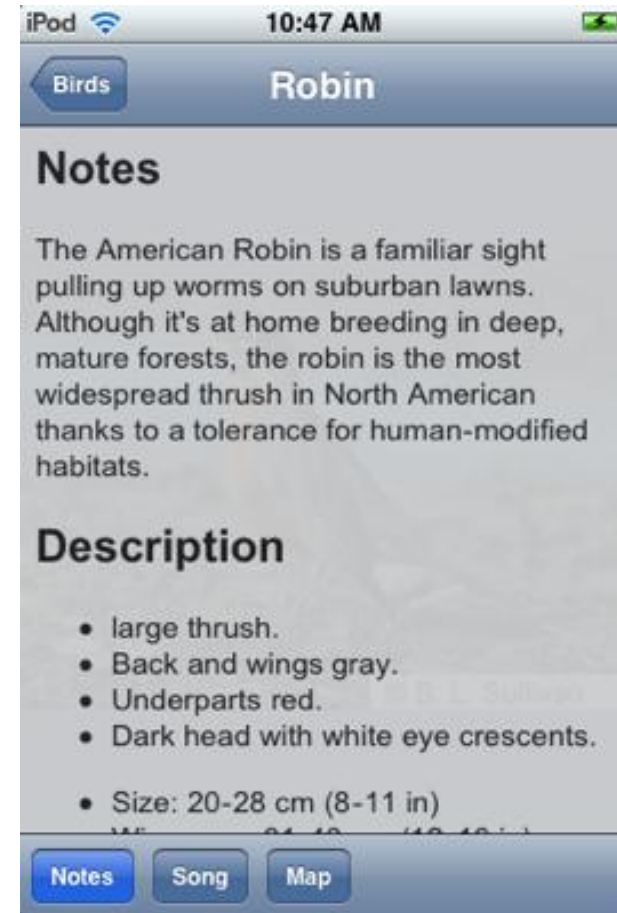 iPod 10:47 AM
Birds Robin
Notes
The American Robin is a familiar sight
pulling up worms on suburban lawns.
Although it's at home breeding in deep,
mature forests, the robin is the most
widespread thrush in North American
thanks to a tolerance for human-modified
habitats.
Description
• large thrush.
• Back and wings gray.
© B. L. Sullivan
• Underparts red.
• Dark head with white eye crescents.
• Size: 20-28 cm (8-11 in)
Notes Song Map